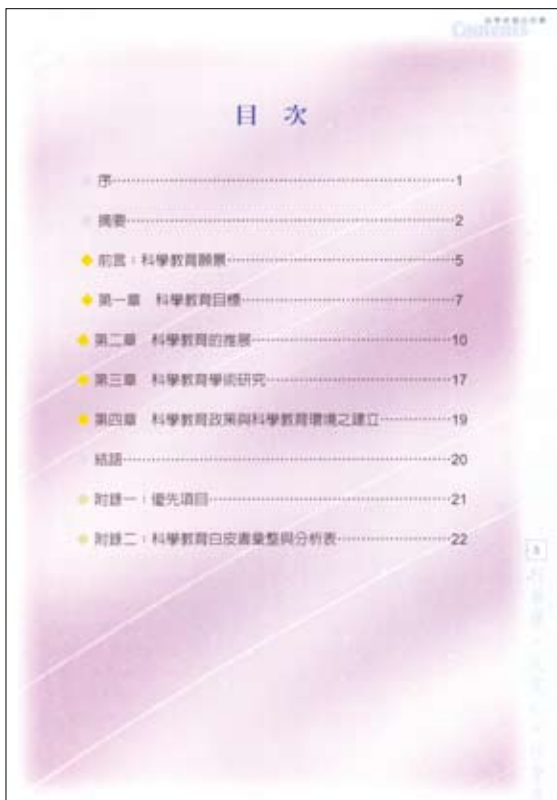 Contents
目 次
序……1
摘要……2
前言：科學教育願景……5
第一章 科學教育目標……7
第二章 科學教育的推展……10
第三章 科學教育學術研究……17
第四章 科學教育政策與科學教育環境之建立……19
結語……20
附錄一：優先項目……21
附錄二：科學教育白皮書彙整與分析表……22